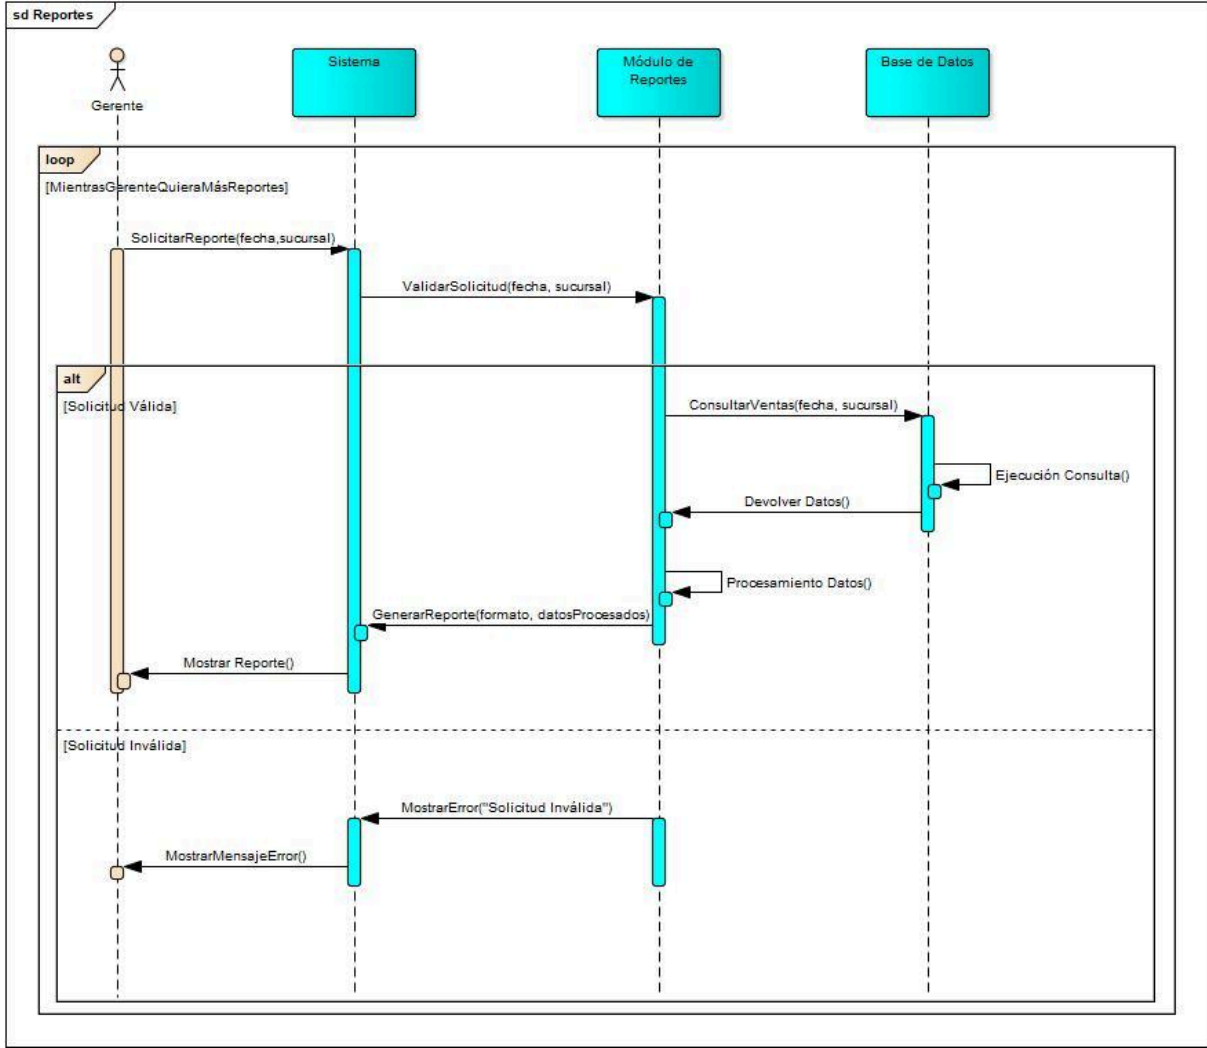 sd Reportes
Gerente
Sistema
Módulo de
Reportes
Base de Datos
loop
[MientrasGerenteQuieraMásReportes]
SolicitarReporte(fecha,sucursal)
ValidarSolicitud(fecha, sucursal)
alt
[Solicitud Válida]
ConsultarVentas(fecha, sucursal)
Ejecución Consulta()
Devolver Datos()
Procesamiento Datos()
GenerarReporte(formato, datosProcesados)
Mostrar Reporte()
[Solicitud Inválida]
MostrarError("Solicitud Inválida")
MostrarMensajeError()